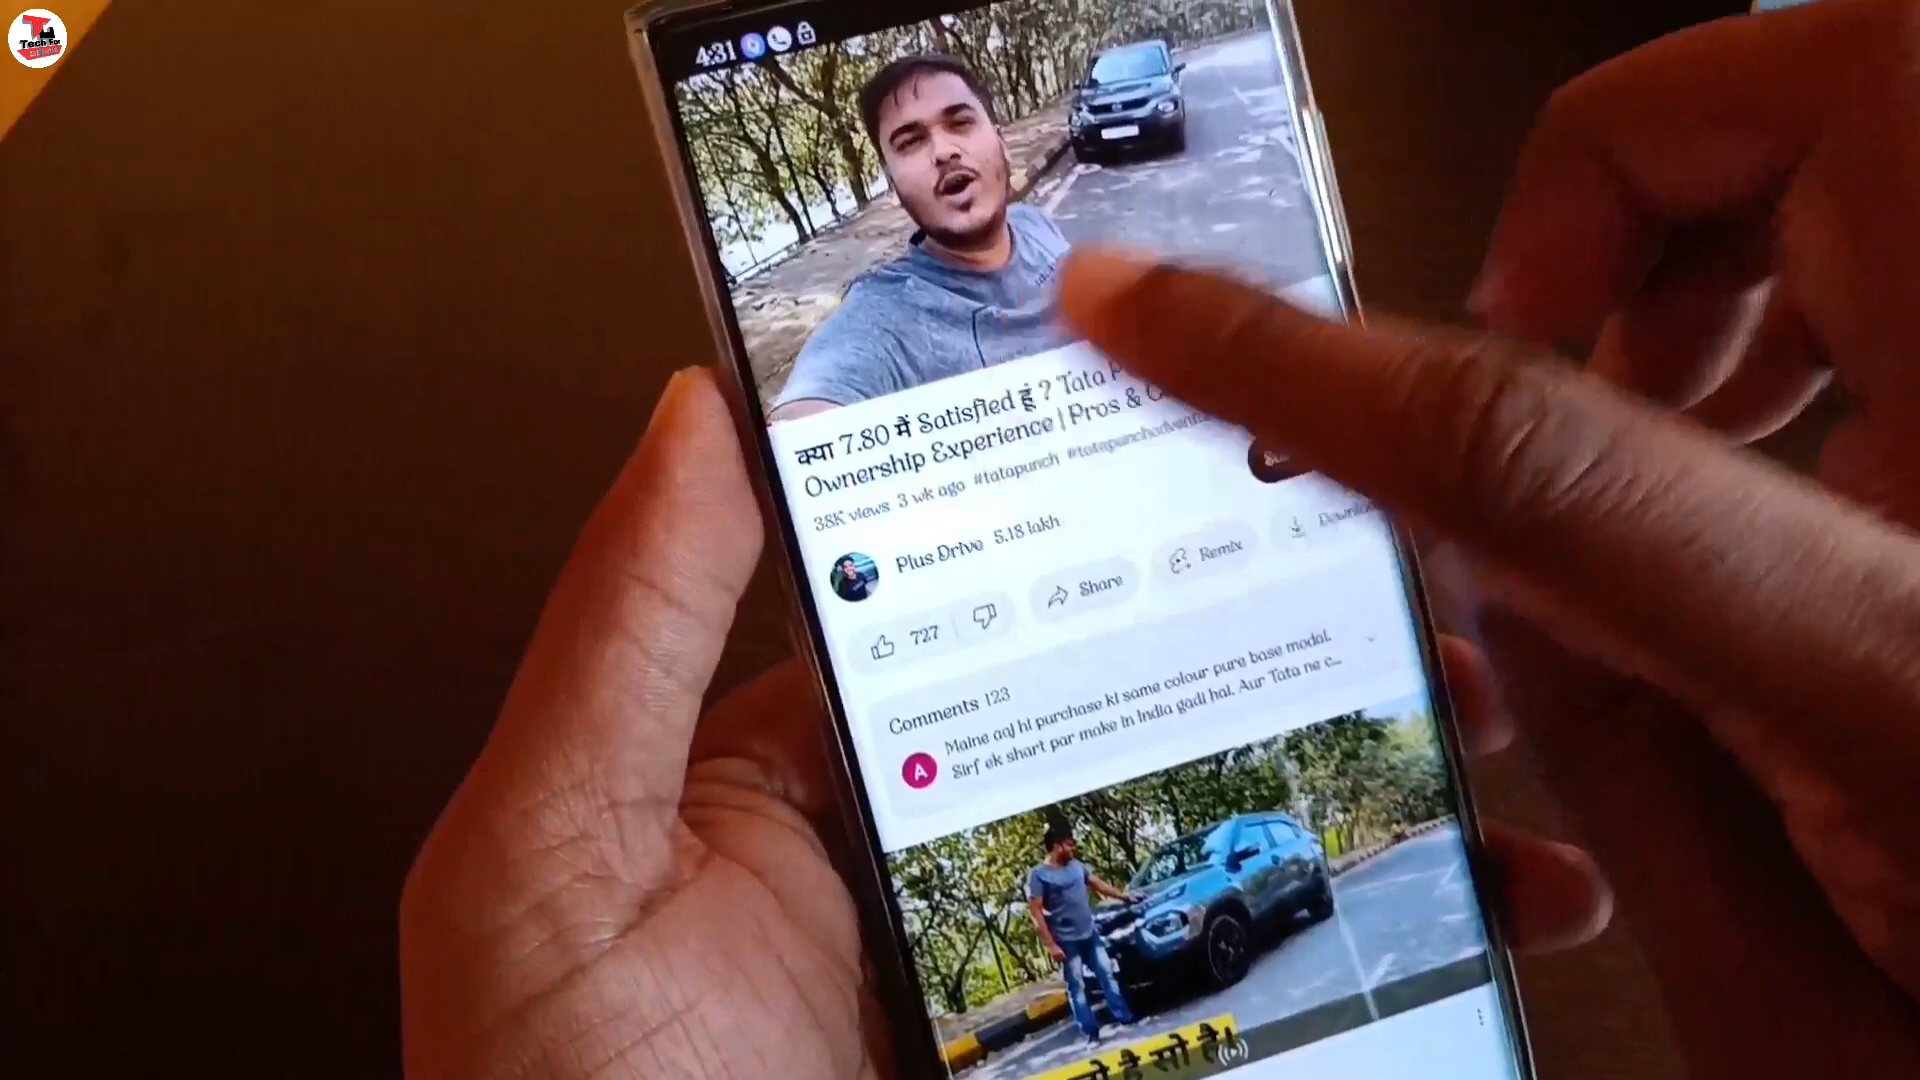 Tech For
4:31
क्या 7.80 में Satisfied हूं ? Tata
Ownership Experience | Pros &
38K views 3 wk ago #tatapunch
Plus Drive 5.18 lakh
727
Share
Remix
Comments 123
A
Maine aaj hi purchase ki same colour pure base modal.
Sirf ek shart par make in India gadi hai. Aur Tata ne c...
है सो है।